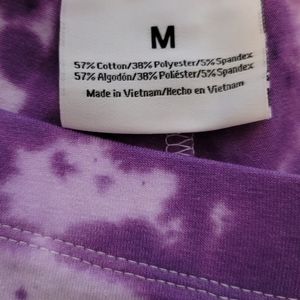 M
57% Cotton/38% Polyester/5% Spandex
57% Algodón/38% Poliéster/5% Spandex
Made in Vietnam/Hecho en Vietnam